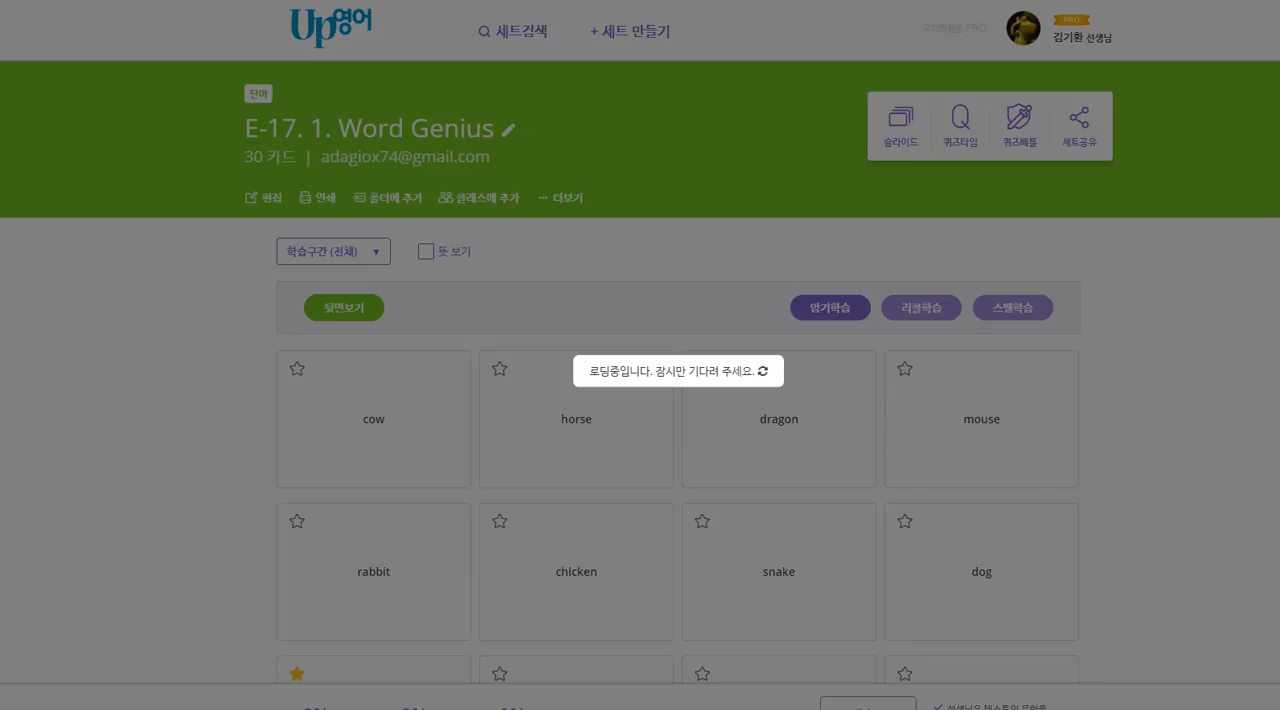 Up영어
세트검색
+ 세트 만들기
PRO
김기환 선생님
단어
E-17. 1. Word Genius
30 카드 | adagiox74@gmail.com
슬라이드
퀴즈타임
퀴즈배틀
세트공유
편집
인쇄
폴더에 추가
클래스에 추가
··· 더보기
학습구간 (전체) ▼
뜻 보기
뒷면보기
암기학습
리콜학습
스펠학습
로딩중입니다. 잠시만 기다려 주세요.
cow
horse
dragon
mouse
rabbit
chicken
snake
dog